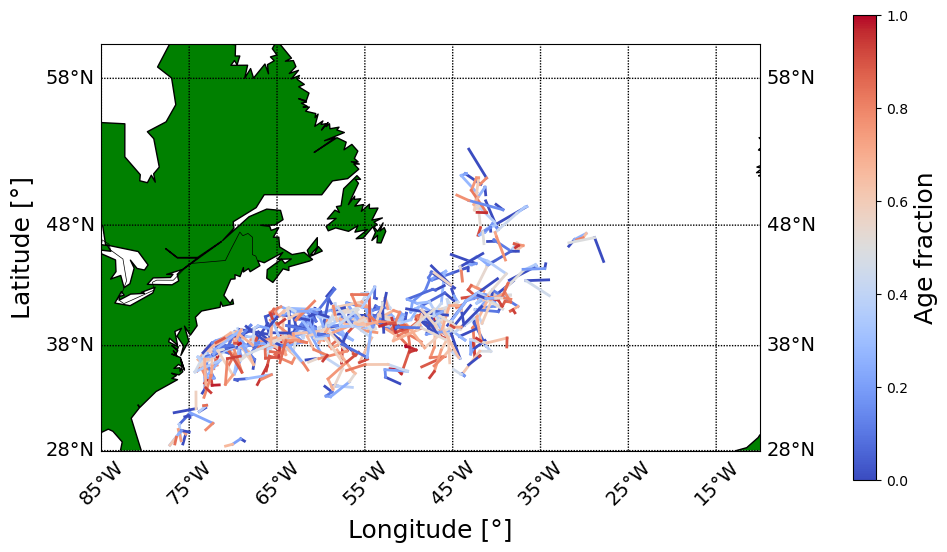 1.0
58°N
58°N
0.8
0.6
48°N
48°N
0.4
38°N
38°N
0.2
28°N
28°N
0.0
85°W
75°W
65°W
55°W
45°W
35°W
25°W
15°W
Longitude [°]
Latitude [°]
Age fraction